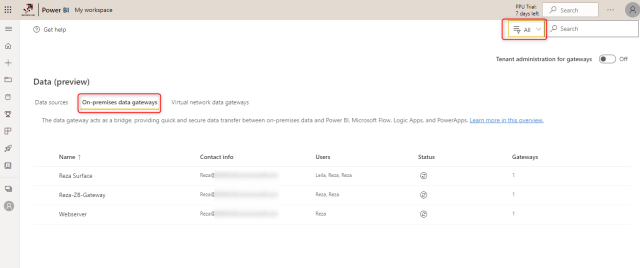 Power BI My workspace
PPU Trial:
7 days left
Search
Get help
All
Search
Tenant administration for gateways Off
Data (preview)
Data sources On-premises data gateways Virtual network data gateways
The data gateway acts as a bridge, providing quick and secure data transfer between on-premises data and Power BI, Microsoft Flow, Logic Apps, and PowerApps. Learn more in this overview.
Name ↑ Contact info Users Status Gateways
Reza Surface Reza Leila, Reza, Reza 1
Reza-Z8-Gateway Reza Reza, Reza 1
Webserver Reza Reza 1